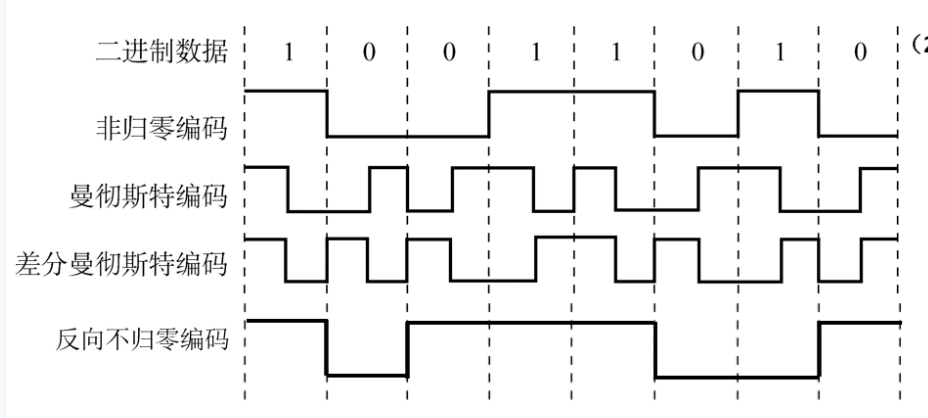 二进制数据 1 0 0 1 1 0 1 0 （2
非归零编码
曼彻斯特编码
差分曼彻斯特编码
反向不归零编码